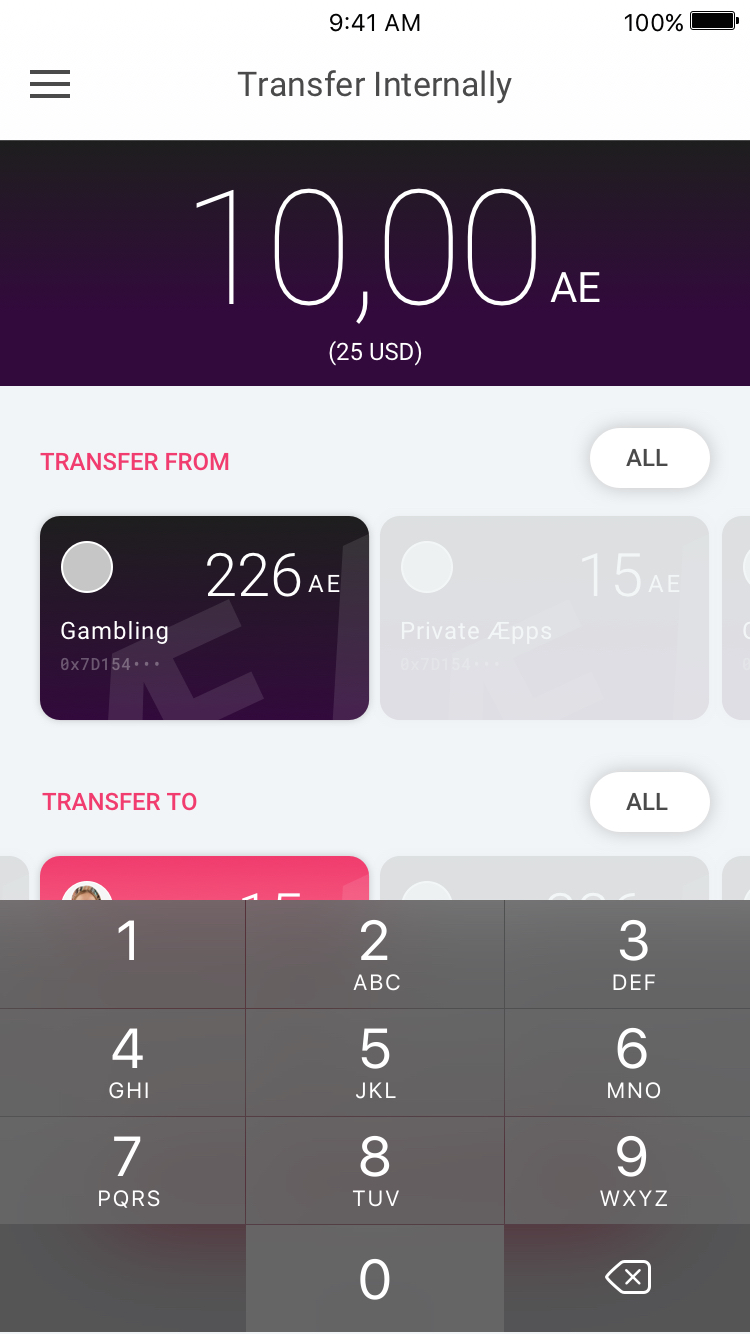 9:41 AM 100%
Transfer Internally
10,00 AE
(25 USD)
TRANSFER FROM ALL
226 AE 15 AE
Gambling Private Æpps
0x7D154••• 0x7D154•••
TRANSFER TO ALL
1 2 3
ABC DEF
4 5 6
GHI JKL MNO
7 8 9
PQRS TUV WXYZ
0